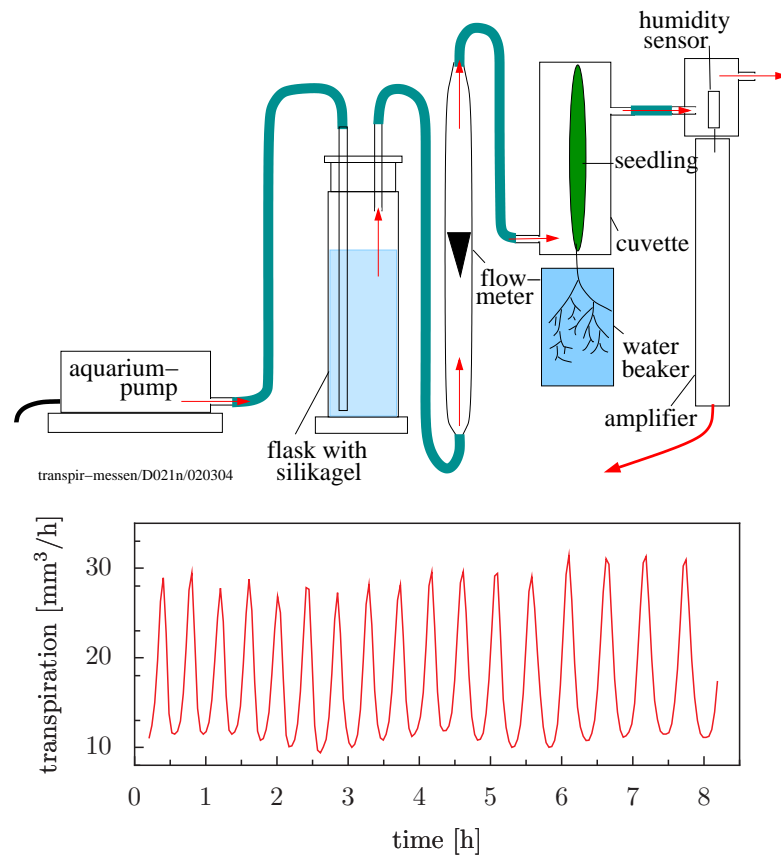 humidity
sensor
seedling
cuvette
flow–
meter
water
beaker
aquarium–
pump
amplifier
flask with
silikagel
transpir–messen/D021n/020304
transpiration [mm³/h]
30
20
10
0 1 2 3 4 5 6 7 8
time [h]